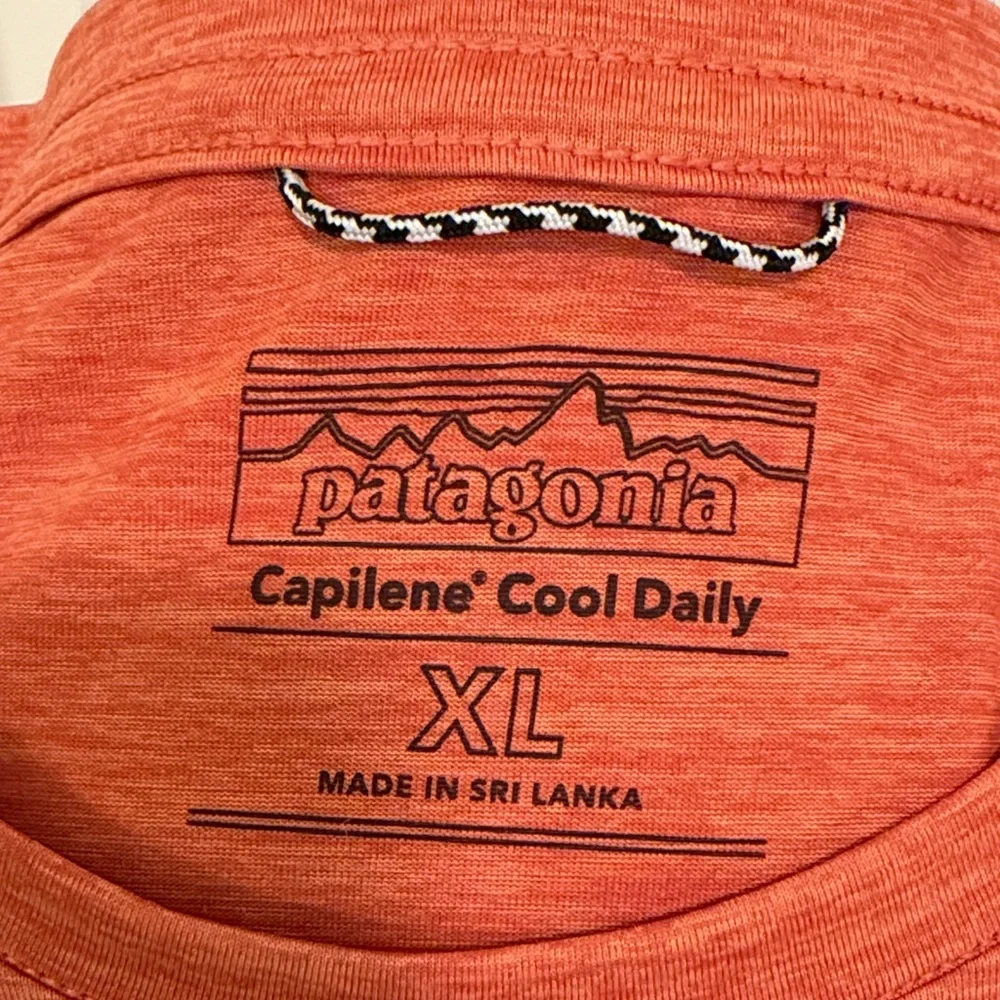 patagonia
Capilene® Cool Daily
XL
MADE IN SRI LANKA